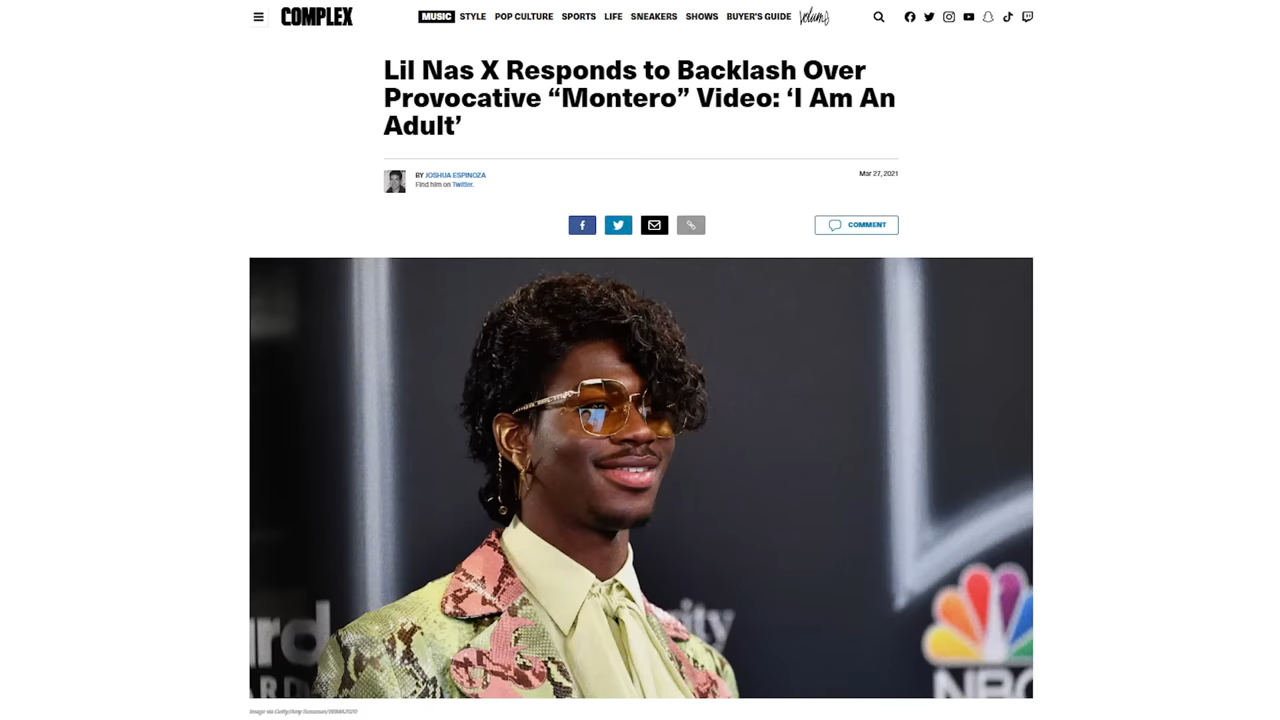 COMPLEX MUSIC STYLE POP CULTURE SPORTS LIFE SNEAKERS SHOWS BUYER'S GUIDE
Lil Nas X Responds to Backlash Over
Provocative “Montero” Video: ‘I Am An
Adult’
BY JOSHUA ESPINOZA
Find him on Twitter.
Mar 27, 2021
COMMENT
NBC